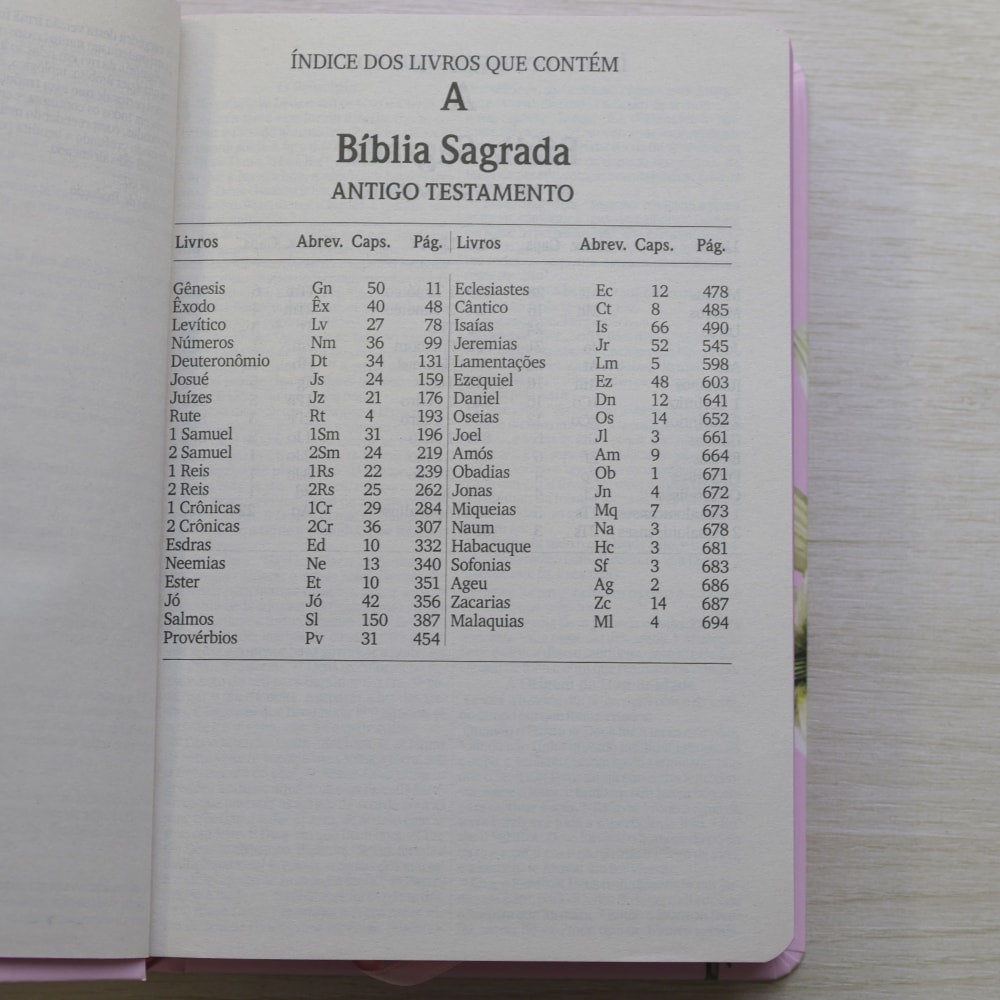 ÍNDICE DOS LIVROS QUE CONTÉM
A
Bíblia Sagrada
ANTIGO TESTAMENTO
Livros Abrev. Caps. Pág. Livros Abrev. Caps. Pág.
Gênesis Gn 50 11 Eclesiastes Ec 12 478
Êxodo Êx 40 48 Cântico Ct 8 485
Levítico Lv 27 78 Isaías Is 66 490
Números Nm 36 99 Jeremias Jr 52 545
Deuteronômio Dt 34 131 Lamentações Lm 5 598
Josué Js 24 159 Ezequiel Ez 48 603
Juízes Jz 21 176 Daniel Dn 12 641
Rute Rt 4 193 Oseias Os 14 652
1 Samuel 1Sm 31 196 Joel Jl 3 661
2 Samuel 2Sm 24 219 Amós Am 9 664
1 Reis 1Rs 22 239 Obadias Ob 1 671
2 Reis 2Rs 25 262 Jonas Jn 4 672
1 Crônicas 1Cr 29 284 Miqueias Mq 7 673
2 Crônicas 2Cr 36 307 Naum Na 3 678
Esdras Ed 10 332 Habacuque Hc 3 681
Neemias Ne 13 340 Sofonias Sf 3 683
Ester Et 10 351 Ageu Ag 2 686
Jó Jó 42 356 Zacarias Zc 14 687
Salmos Sl 150 387 Malaquias Ml 4 694
Provérbios Pv 31 454